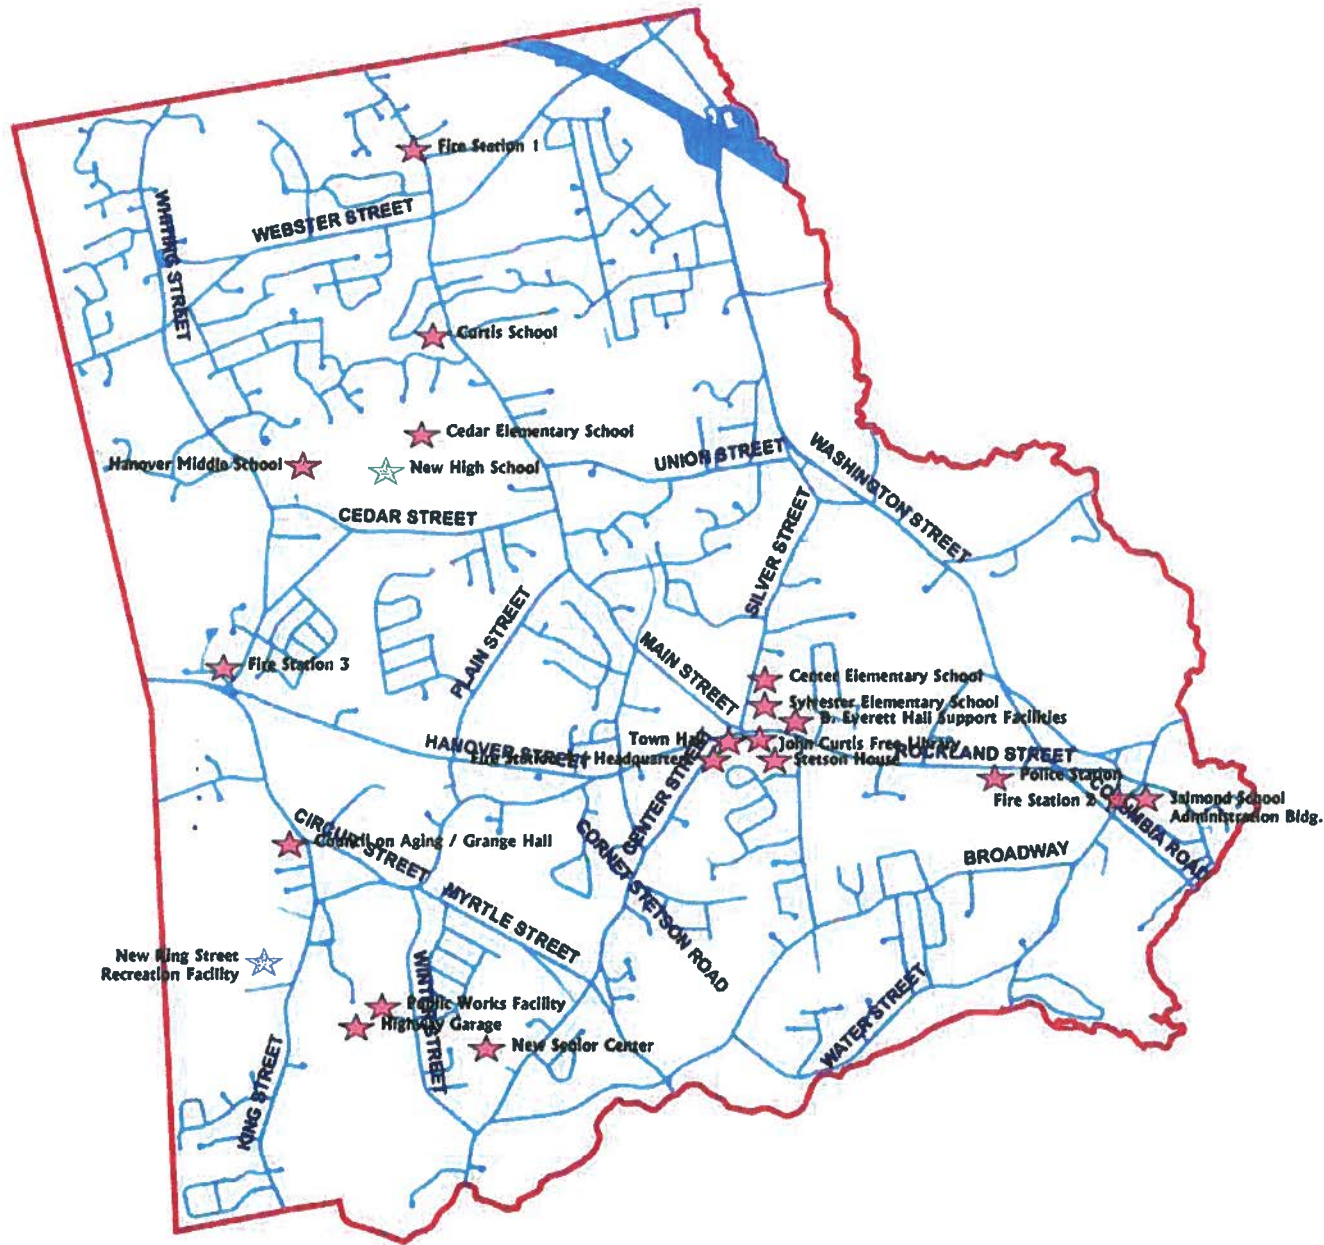 Fire Station 1
WHITING STREET
WEBSTER STREET
Curtis School
Cedar Elementary School
Hanover Middle School
New High School
UNION STREET
WASHINGTON STREET
CEDAR STREET
SILVER STREET
PLAIN STREET
MAIN STREET
Fire Station 3
Center Elementary School
Sylvester Elementary School
B. Everett Hall Support Facilities
Town Hall
John Curtis Free Library
HANOVER STREET
Headquarters
Stetson House
ROCKLAND STREET
Police Station
Fire Station 2
Salmond School
Administration Bldg.
COLUMBIA ROAD
CENTER STREET
CIRCUIT STREET
Council on Aging / Grange Hall
CORNET STETSON ROAD
BROADWAY
MYRTLE STREET
New King Street
Recreation Facility
WINTER STREET
Public Works Facility
Highway Garage
New Senior Center
WATER STREET
KING STREET